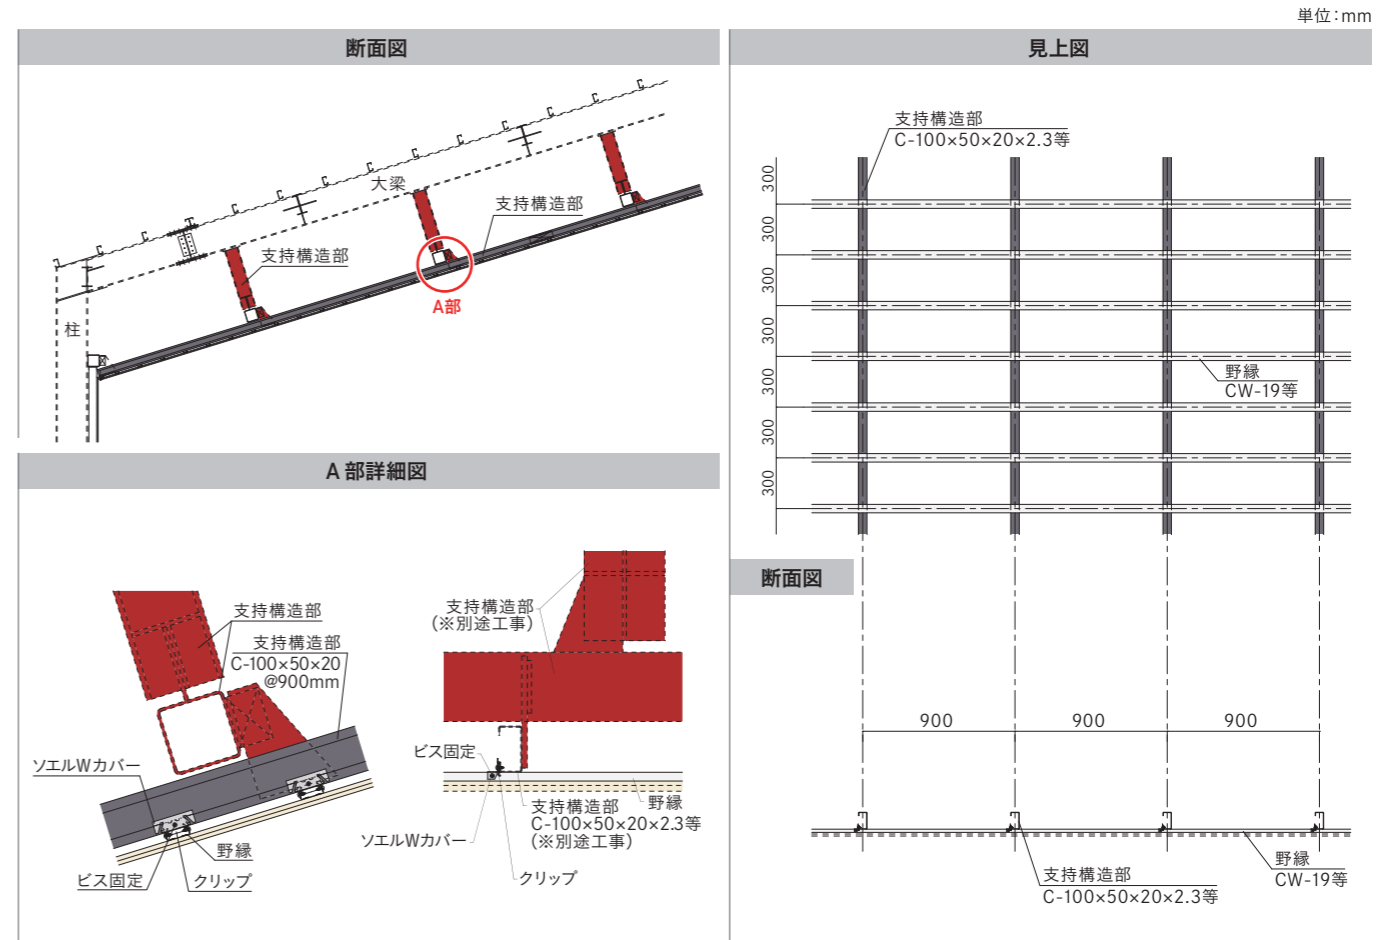 単位：mm
断面図
大梁
支持構造部
支持構造部
A部
柱
A 部詳細図
支持構造部
支持構造部
C-100×50×20
@900mm
ソエルWカバー
野縁
ビス固定
クリップ
支持構造部
（※別途工事）
ビス固定
野縁
支持構造部
C-100×50×20×2.3等
（※別途工事）
ソエルWカバー
クリップ
見上図
支持構造部
C-100×50×20×2.3等
300
300
300
300
300
300
300
野縁
CW-19等
断面図
900
900
900
支持構造部
C-100×50×20×2.3等
野縁
CW-19等